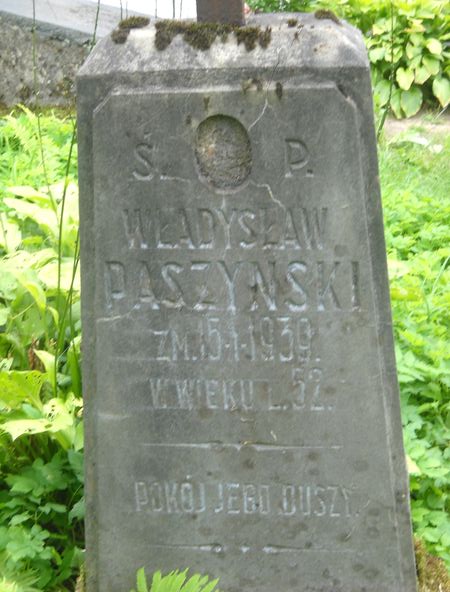 Ś. P.
WŁADYSŁAW
PASZYNSKI
ZM. 15-I-1939.
W WIEKU L. 52.
POKÓJ JEGO DUSZY.